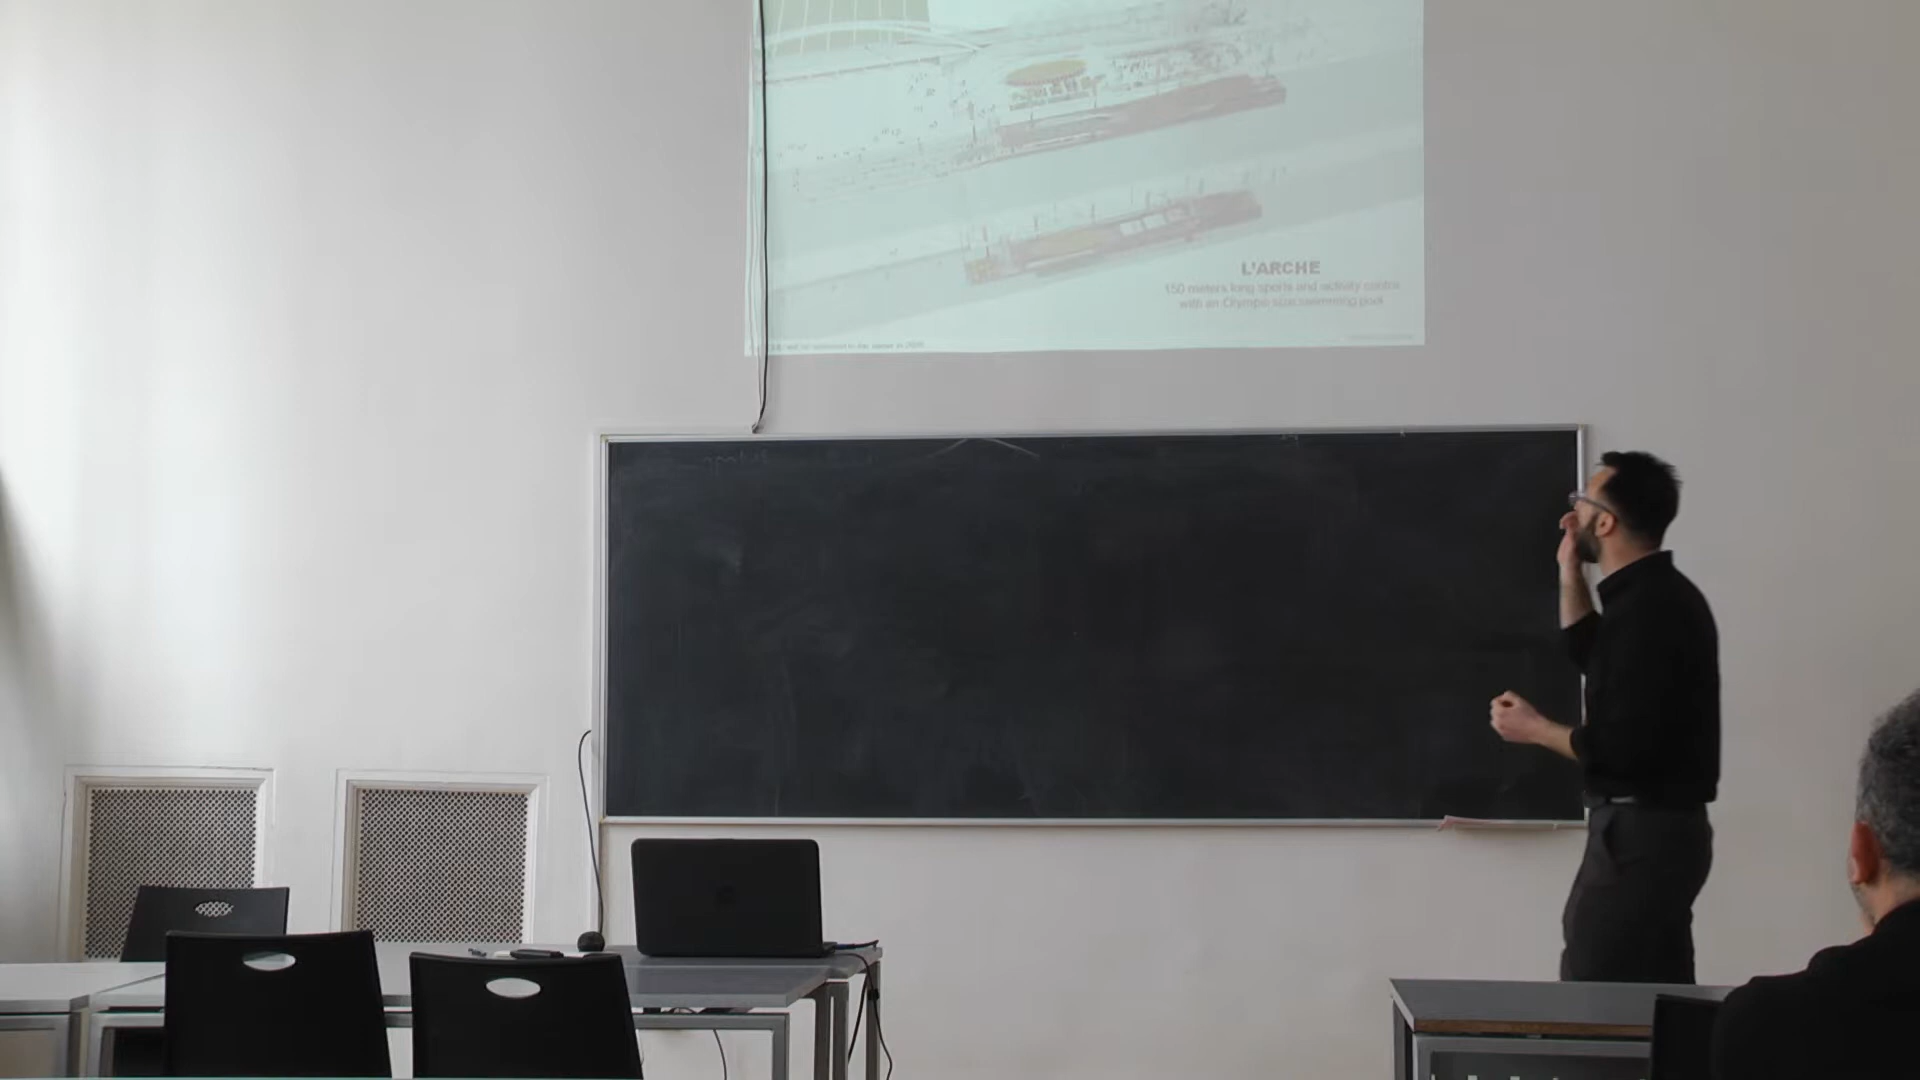 L'ARCHE
150 meters long sports and activity centre
with an Olympic size swimming pool